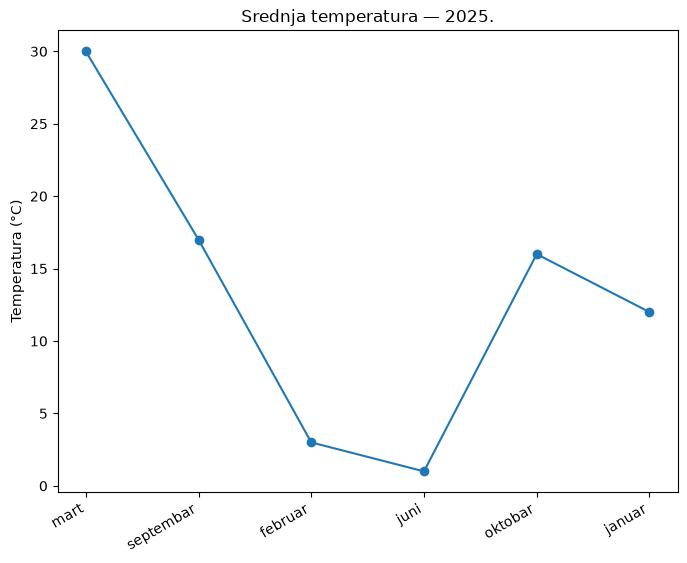 Srednja temperatura — 2025.
Temperatura (°C)
30
25
20
15
10
5
0
mart
septembar
februar
juni
oktobar
januar